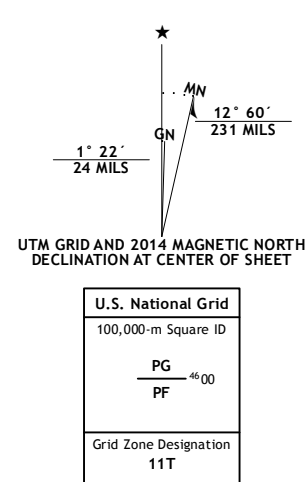 ★
MN
12° 60´
231 MILS
GN
1° 22´
24 MILS
UTM GRID AND 2014 MAGNETIC NORTH
DECLINATION AT CENTER OF SHEET
U.S. National Grid
100,000-m Square ID
PG
4600
PF
Grid Zone Designation
11T